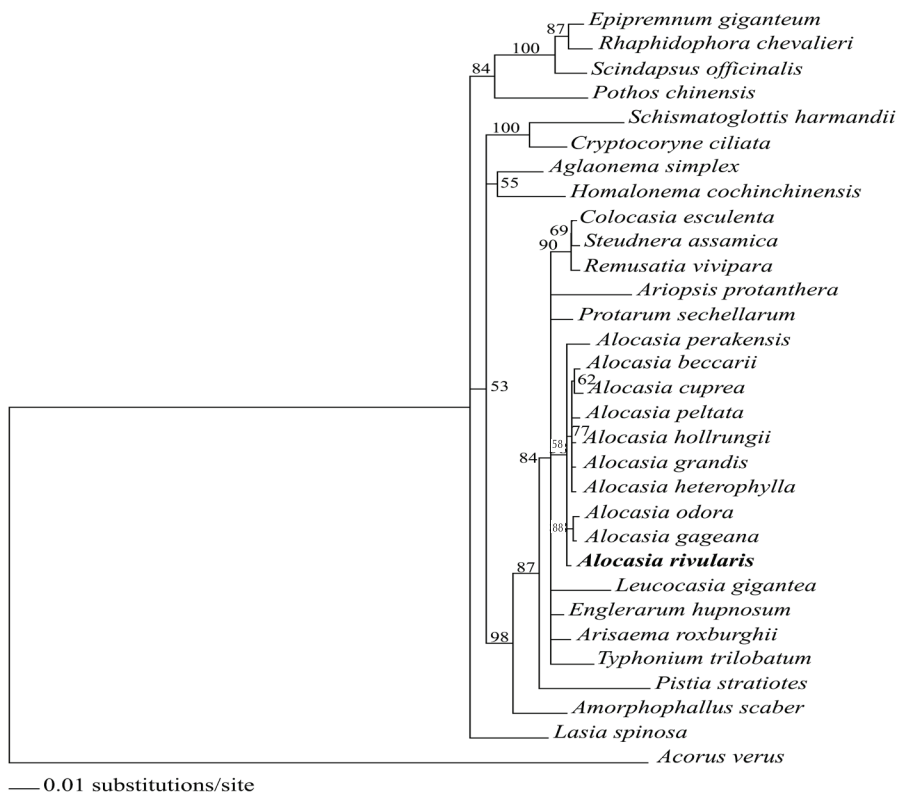 Epipremnum giganteum
87
Rhaphidophora chevalieri
100
84
Scindapsus officinalis
Pothos chinensis
Schismatoglottis harmandii
100
Cryptocoryne ciliata
Aglaonema simplex
55
Homalonema cochinchinensis
Colocasia esculenta
69
90
Steudnera assamica
Remusatia vivipara
Ariopsis protanthera
Protarum sechellarum
Alocasia perakensis
Alocasia beccarii
62
Alocasia cuprea
53
Alocasia peltata
77
Alocasia hollrungii
58
84
Alocasia grandis
Alocasia heterophylla
Alocasia odora
88
Alocasia gageana
Alocasia rivularis
87
Leucocasia gigantea
Englerarum hupnosum
98
Arisaema roxburghii
Typhonium trilobatum
Pistia stratiotes
Amorphophallus scaber
Lasia spinosa
Acorus verus
0.01 substitutions/site